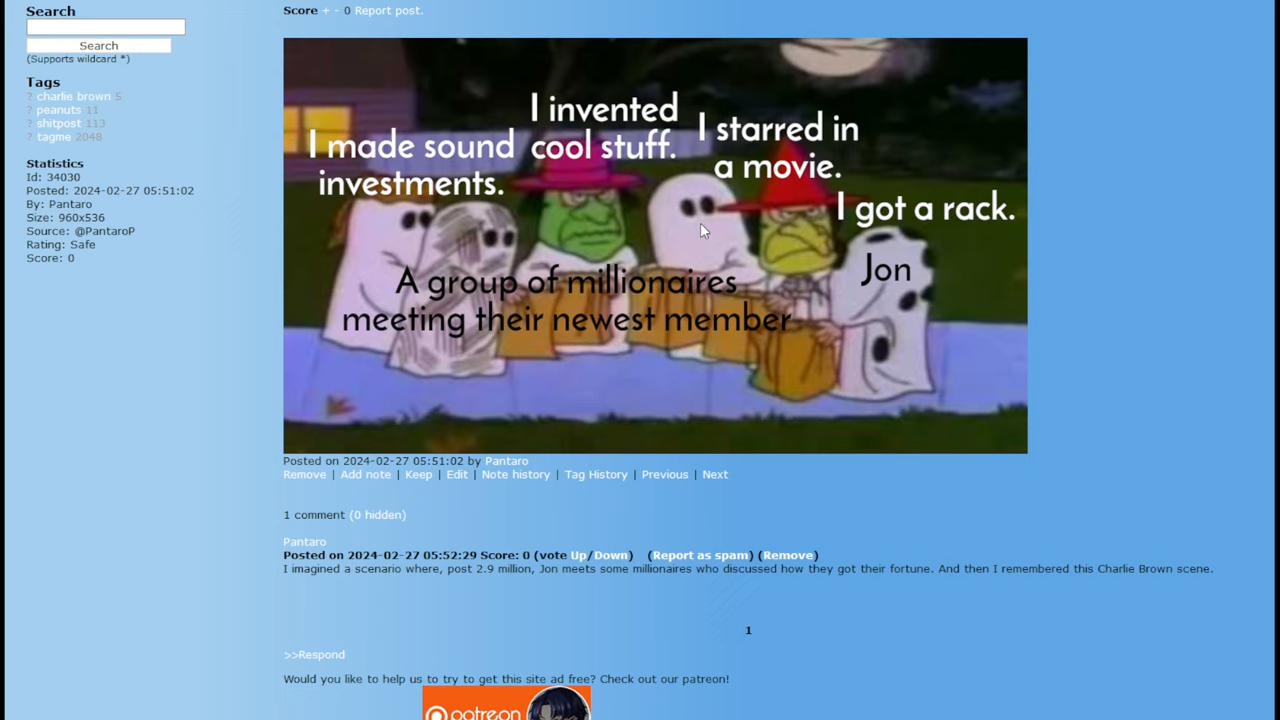 Search
Search
(Supports wildcard *)
Tags
? charlie brown 5
? peanuts 11
? shitpost 113
? tagme 2048
Statistics
Id: 34030
Posted: 2024-02-27 05:51:02
By: Pantaro
Size: 960x536
Source: @PantaroP
Rating: Safe
Score: 0
Score + - 0 Report post.
I made sound
investments.
I invented
cool stuff.
I starred in
a movie.
I got a rack.
Jon
A group of millionaires
meeting their newest member
Posted on 2024-02-27 05:51:02 by Pantaro
Remove | Add note | Keep | Edit | Note history | Tag History | Previous | Next
1 comment (0 hidden)
Pantaro
Posted on 2024-02-27 05:52:29 Score: 0 (vote Up/Down) (Report as spam) (Remove)
I imagined a scenario where, post 2.9 million, Jon meets some millionaires who discussed how they got their fortune. And then I remembered this Charlie Brown scene.
1
>>Respond
Would you like to help us to try to get this site ad free? Check out our patreon!
patreon